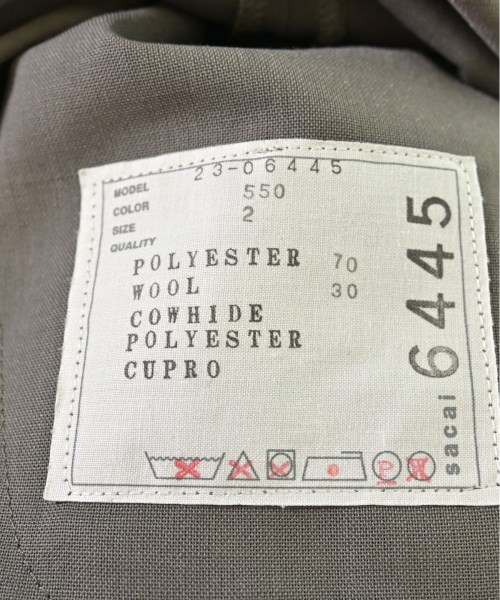 MODEL 23-06445
COLOR 550
SIZE 2
QUALITY
POLYESTER 70
WOOL 30
COWHIDE
POLYESTER
CUPRO
P
W
sacai 6445